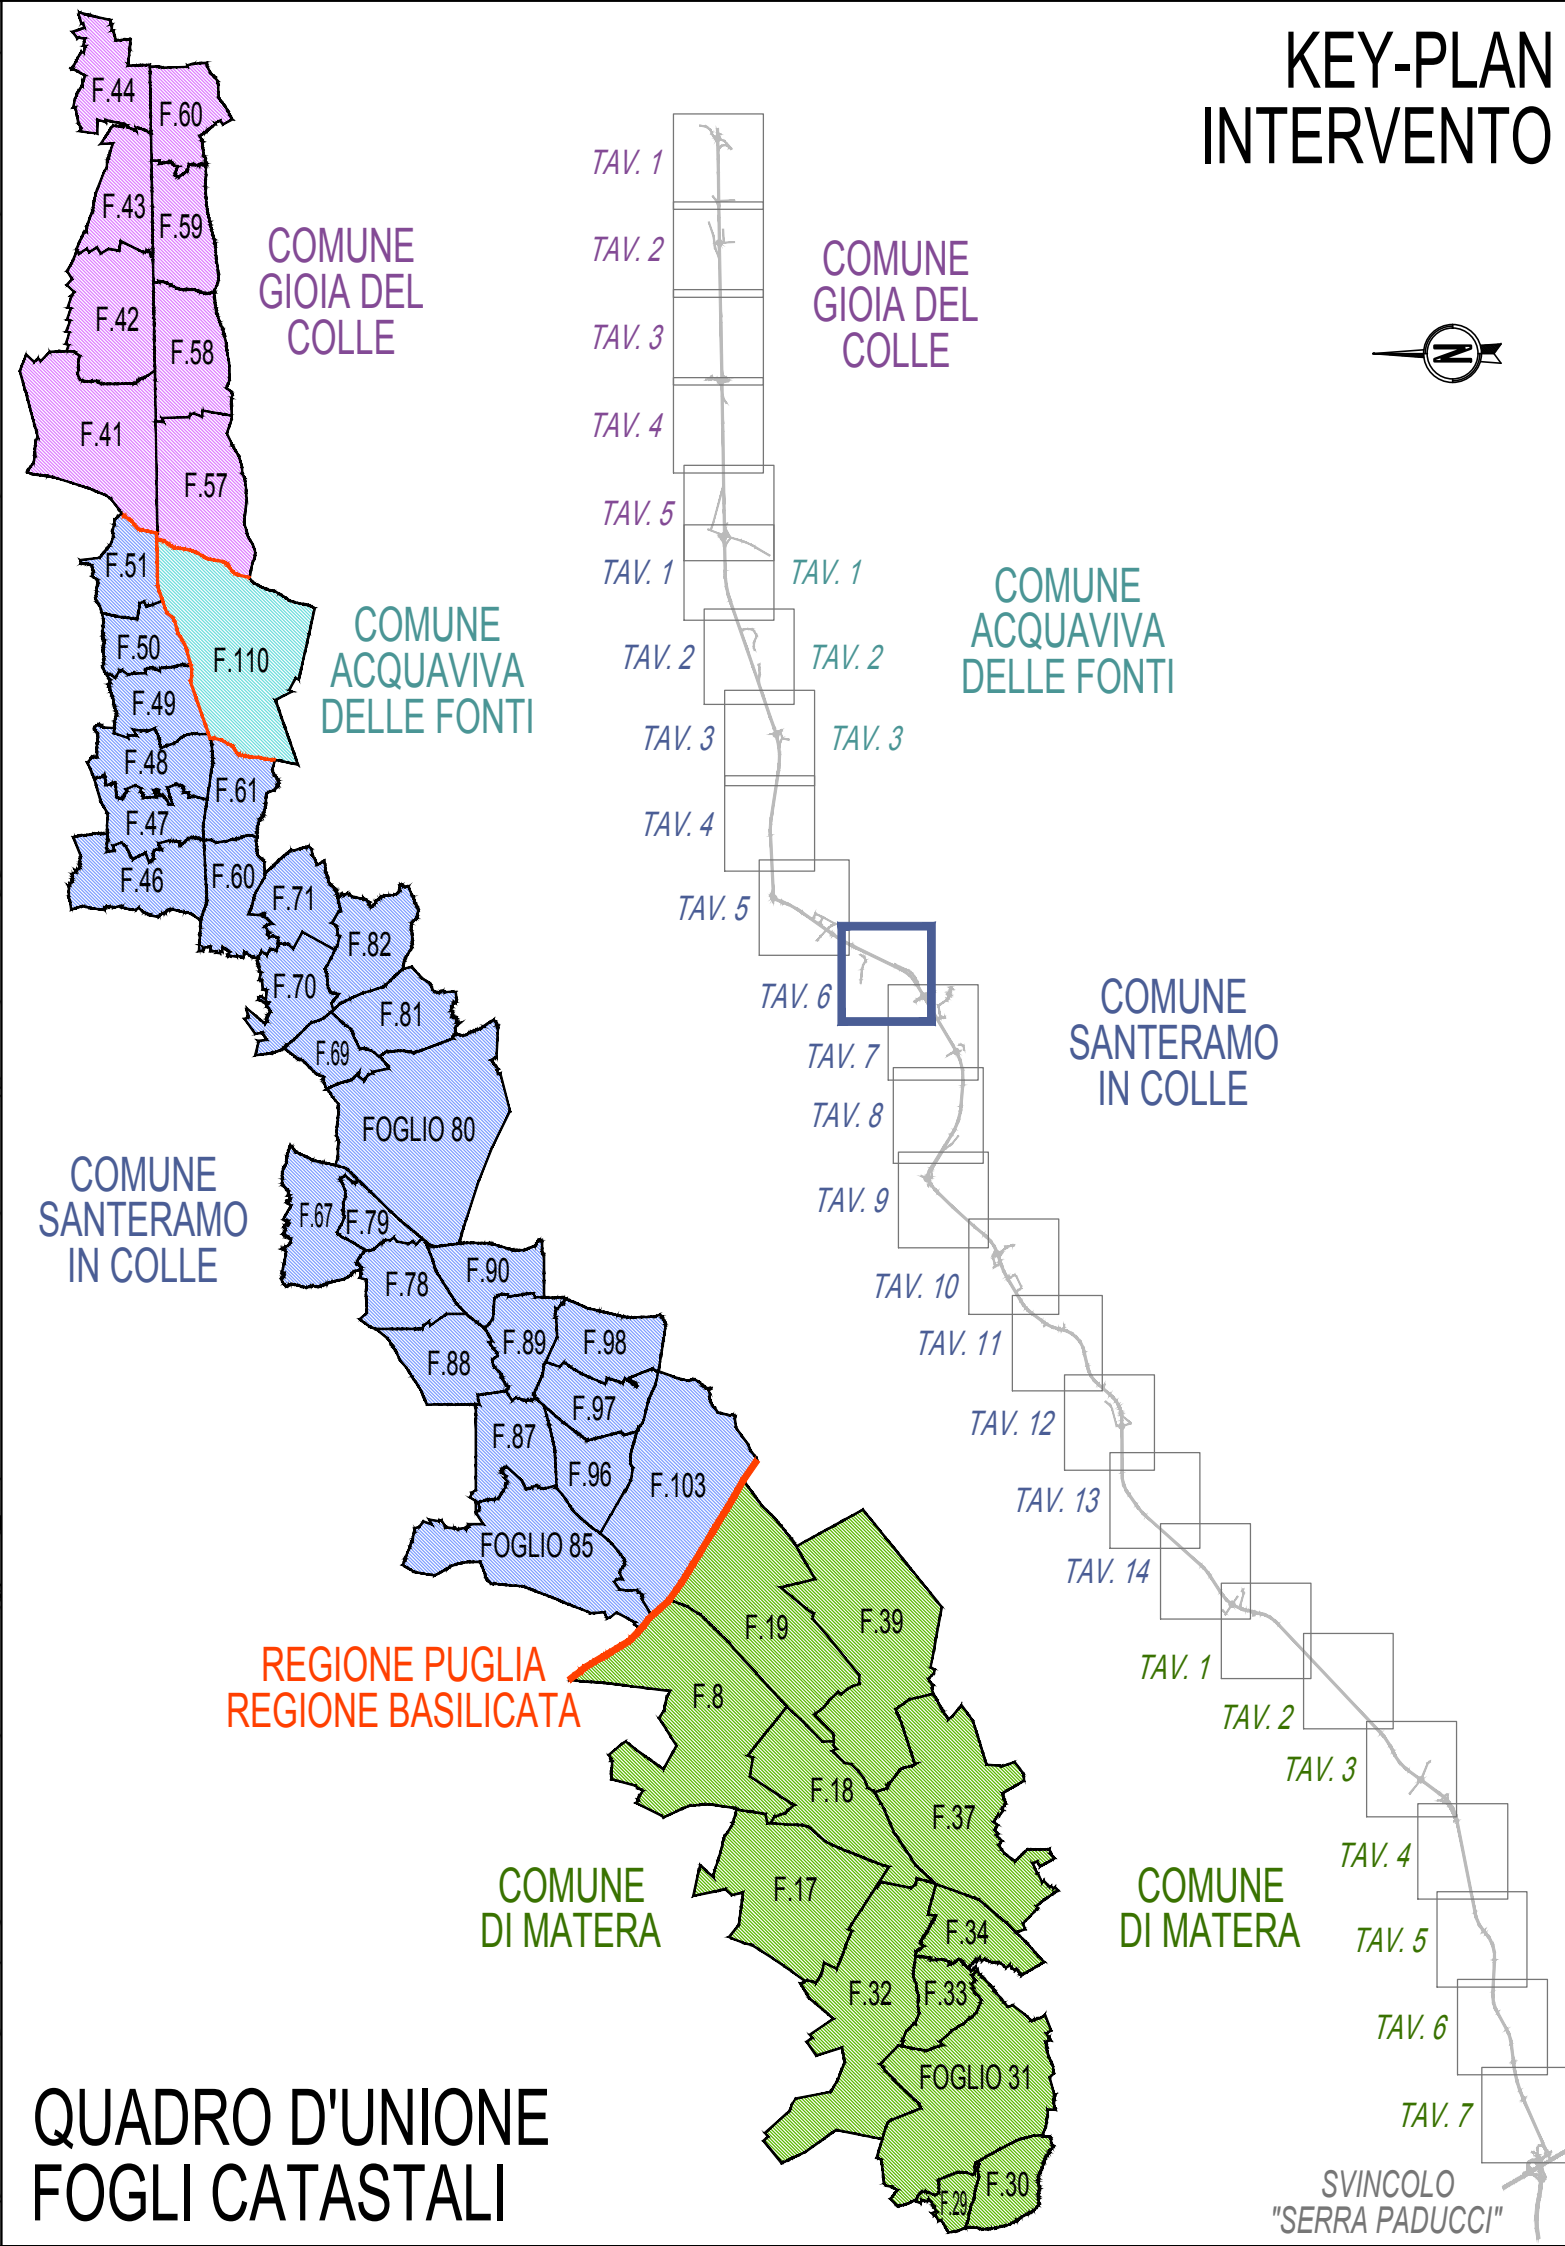 KEY-PLAN
INTERVENTO
N
F.44
F.60
F.43
F.59
F.42
F.58
F.41
F.57
COMUNE
GIOIA DEL
COLLE
F.51
F.50
F.110
F.49
F.48
F.61
F.47
F.46
F.60
F.71
F.82
F.70
F.81
F.69
FOGLIO 80
COMUNE
ACQUAVIVA
DELLE FONTI
COMUNE
SANTERAMO
IN COLLE
F.67
F.79
F.78
F.90
F.89
F.98
F.88
F.97
F.87
F.96
F.103
FOGLIO 85
REGIONE PUGLIA
REGIONE BASILICATA
F.19
F.39
F.8
F.18
F.37
F.17
F.34
F.32
F.33
FOGLIO 31
F.30
F.29
COMUNE
DI MATERA
QUADRO D'UNIONE
FOGLI CATASTALI
TAV. 1
TAV. 2
TAV. 3
TAV. 4
TAV. 5
COMUNE
GIOIA DEL
COLLE
TAV. 1
TAV. 1
TAV. 2
TAV. 2
TAV. 3
TAV. 3
COMUNE
ACQUAVIVA
DELLE FONTI
TAV. 4
TAV. 5
TAV. 6
TAV. 7
TAV. 8
TAV. 9
TAV. 10
TAV. 11
TAV. 12
TAV. 13
TAV. 14
COMUNE
SANTERAMO
IN COLLE
TAV. 1
TAV. 2
TAV. 3
TAV. 4
TAV. 5
TAV. 6
TAV. 7
COMUNE
DI MATERA
SVINCOLO
"SERRA PADUCCI"